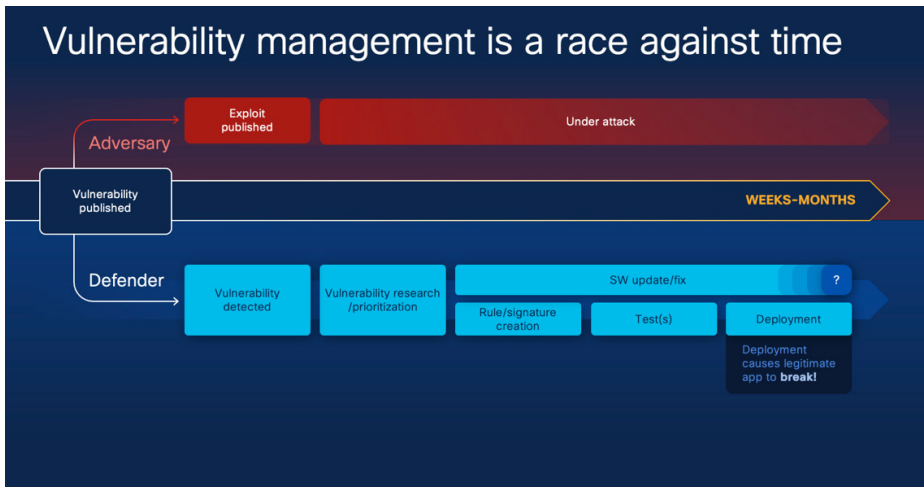 Vulnerability management is a race against time
Exploit
published
Under attack
Adversary
Vulnerability
published
WEEKS-MONTHS
Defender
Vulnerability
detected
Vulnerability research
/prioritization
SW update/fix
?
Rule/signature
creation
Test(s)
Deployment
Deployment
causes legitimate
app to break!